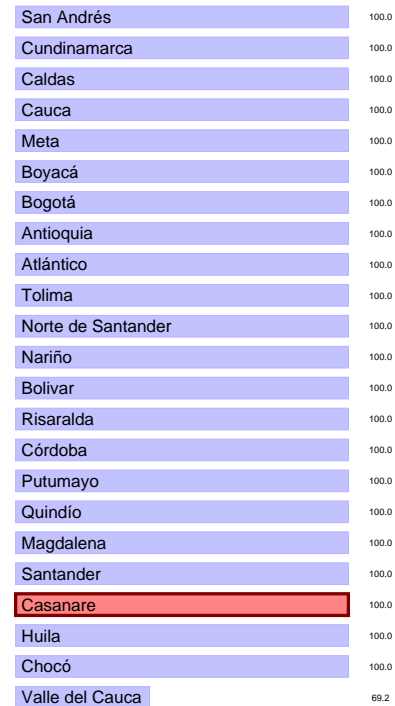 San Andrés 100.0
Cundinamarca 100.0
Caldas 100.0
Cauca 100.0
Meta 100.0
Boyacá 100.0
Bogotá 100.0
Antioquia 100.0
Atlántico 100.0
Tolima 100.0
Norte de Santander 100.0
Nariño 100.0
Bolivar 100.0
Risaralda 100.0
Córdoba 100.0
Putumayo 100.0
Quindío 100.0
Magdalena 100.0
Santander 100.0
Casanare 100.0
Huila 100.0
Chocó 100.0
Valle del Cauca 69.2